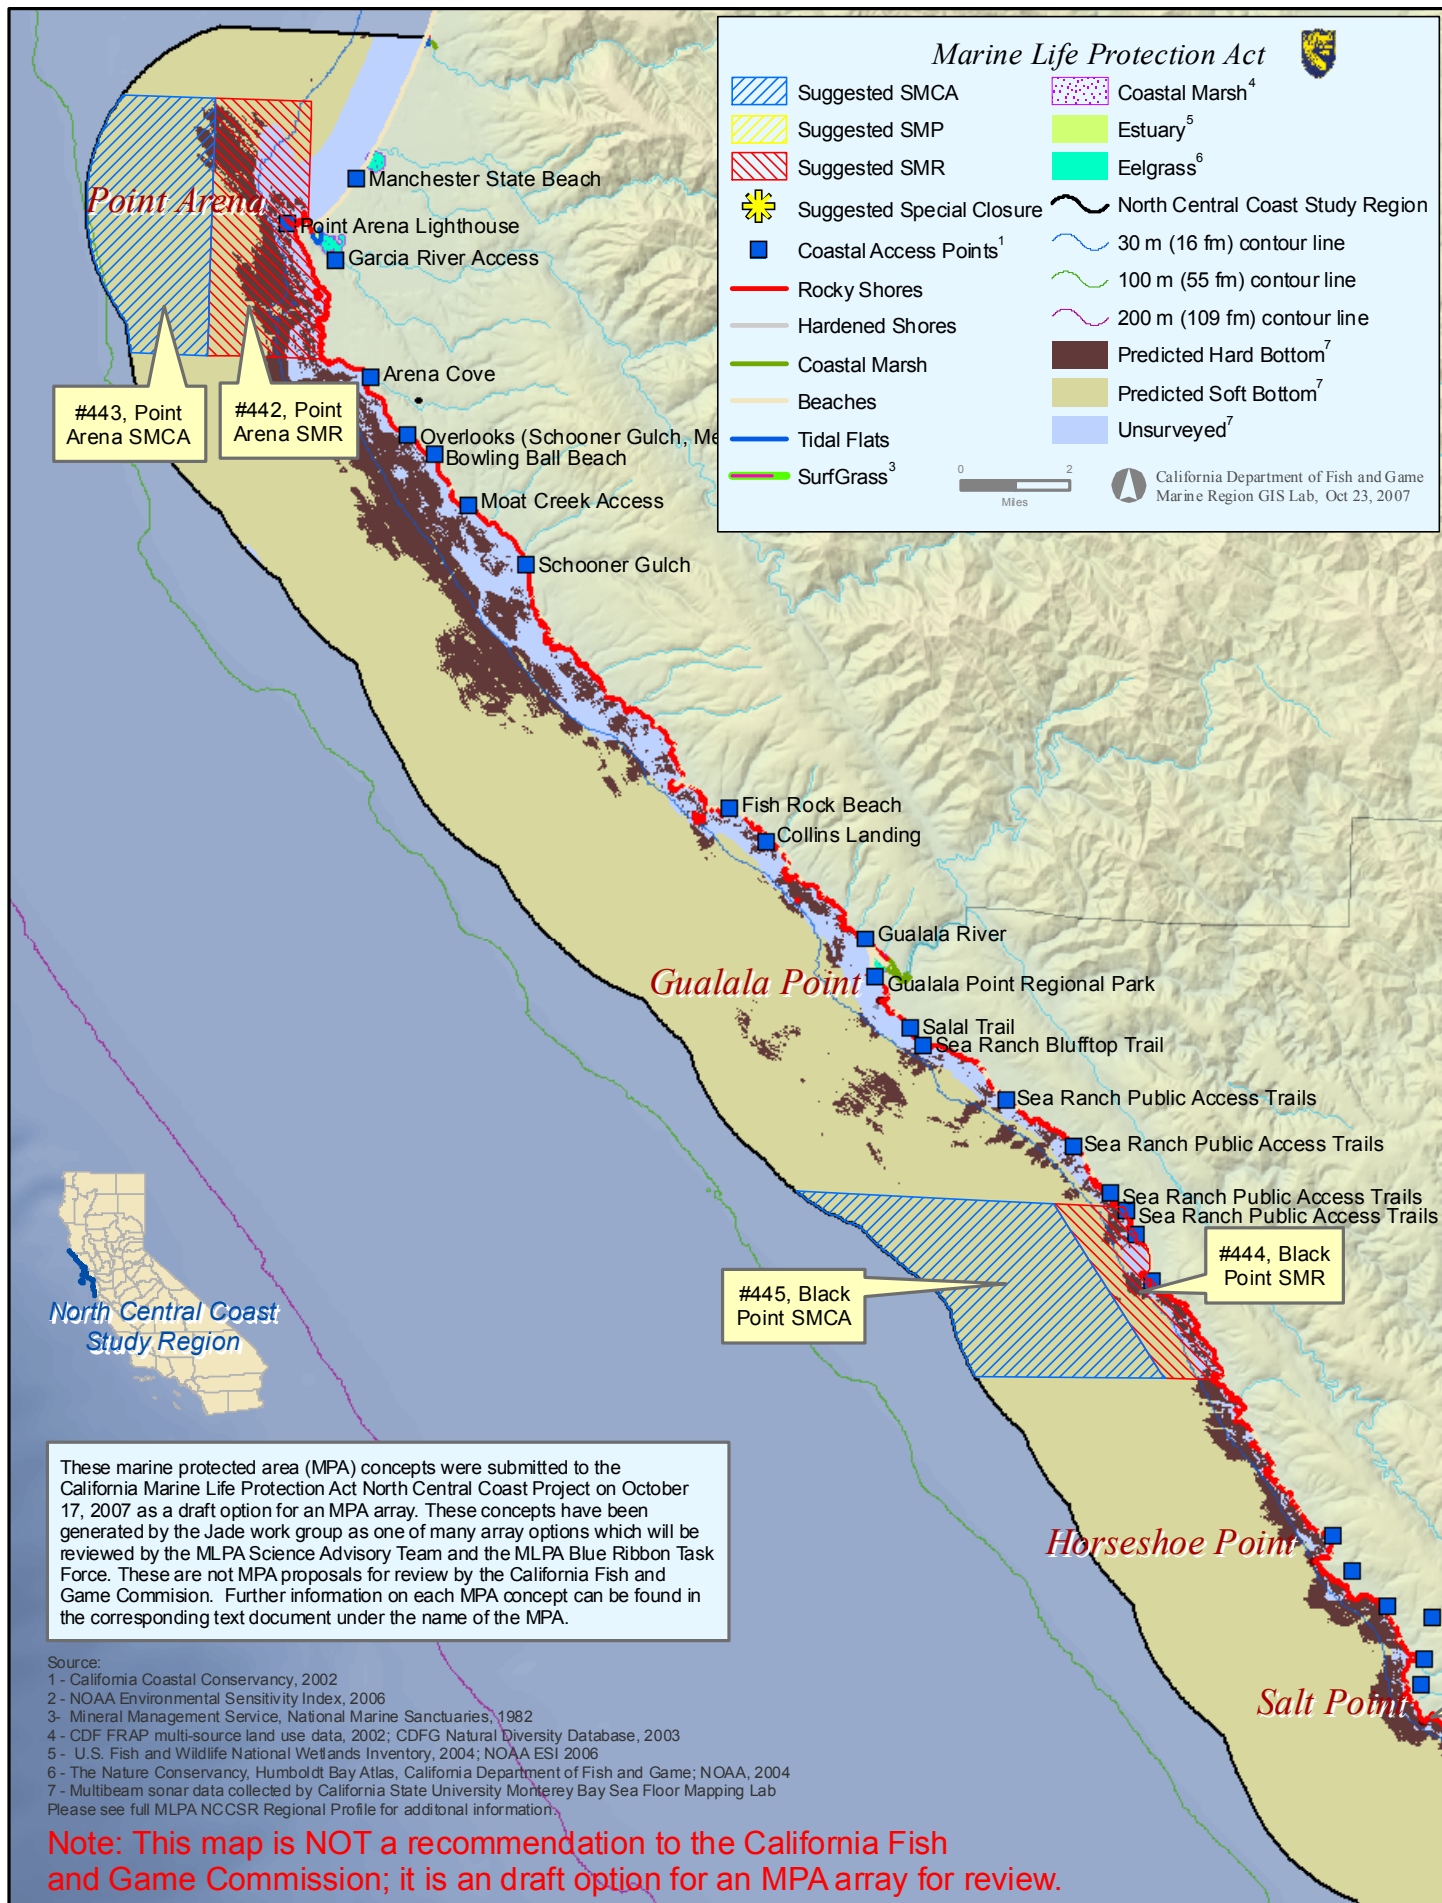 Marine Life Protection Act
Suggested SMCA
Suggested SMP
Suggested SMR
Suggested Special Closure
Coastal Access Points1
Rocky Shores
Hardened Shores
Coastal Marsh
Beaches
Tidal Flats
SurfGrass3
Coastal Marsh4
Estuary5
Eelgrass6
North Central Coast Study Region
30 m (16 fm) contour line
100 m (55 fm) contour line
200 m (109 fm) contour line
Predicted Hard Bottom7
Predicted Soft Bottom7
Unsurveyed7
0 2
Miles
California Department of Fish and Game
Marine Region GIS Lab, Oct 23, 2007
Manchester State Beach
Point Arena
Point Arena Lighthouse
Garcia River Access
Arena Cove
#443, Point
Arena SMCA
#442, Point
Arena SMR
Overlooks (Schooner Gulch, Me
Bowling Ball Beach
Moat Creek Access
Schooner Gulch
Fish Rock Beach
Collins Landing
Gualala River
Gualala Point
Gualala Point Regional Park
Salal Trail
Sea Ranch Blufftop Trail
Sea Ranch Public Access Trails
Sea Ranch Public Access Trails
Sea Ranch Public Access Trails
Sea Ranch Public Access Trails
#444, Black
Point SMR
#445, Black
Point SMCA
North Central Coast
Study Region
Horseshoe Point
Salt Point
These marine protected area (MPA) concepts were submitted to the
California Marine Life Protection Act North Central Coast Project on October
17, 2007 as a draft option for an MPA array. These concepts have been
generated by the Jade work group as one of many array options which will be
reviewed by the MLPA Science Advisory Team and the MLPA Blue Ribbon Task
Force. These are not MPA proposals for review by the California Fish and
Game Commision. Further information on each MPA concept can be found in
the corresponding text document under the name of the MPA.
Source:
1 - California Coastal Conservancy, 2002
2 - NOAA Environmental Sensitivity Index, 2006
3- Mineral Management Service, National Marine Sanctuaries, 1982
4 - CDF FRAP multi-source land use data, 2002; CDFG Natural Diversity Database, 2003
5 - U.S. Fish and Wildlife National Wetlands Inventory, 2004; NOAA ESI 2006
6 - The Nature Conservancy, Humboldt Bay Atlas, California Department of Fish and Game; NOAA, 2004
7 - Multibeam sonar data collected by California State University Monterey Bay Sea Floor Mapping Lab
Please see full MLPA NCCSR Regional Profile for additonal information.
Note: This map is NOT a recommendation to the California Fish
and Game Commission; it is an draft option for an MPA array for review.